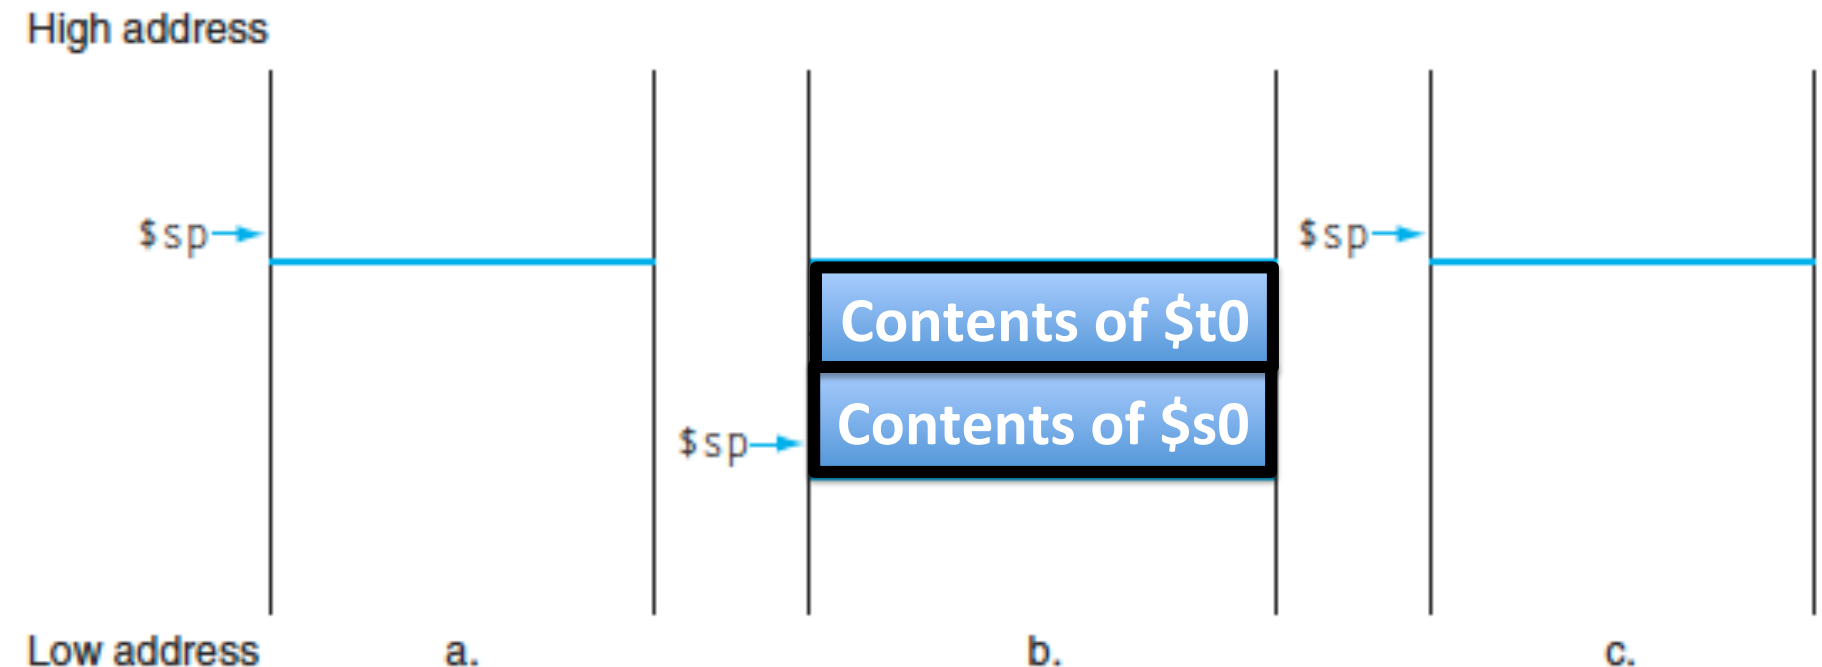 High address
$sp
$sp
Contents of $t0
Contents of $s0
$sp
Low address
a.
b.
c.